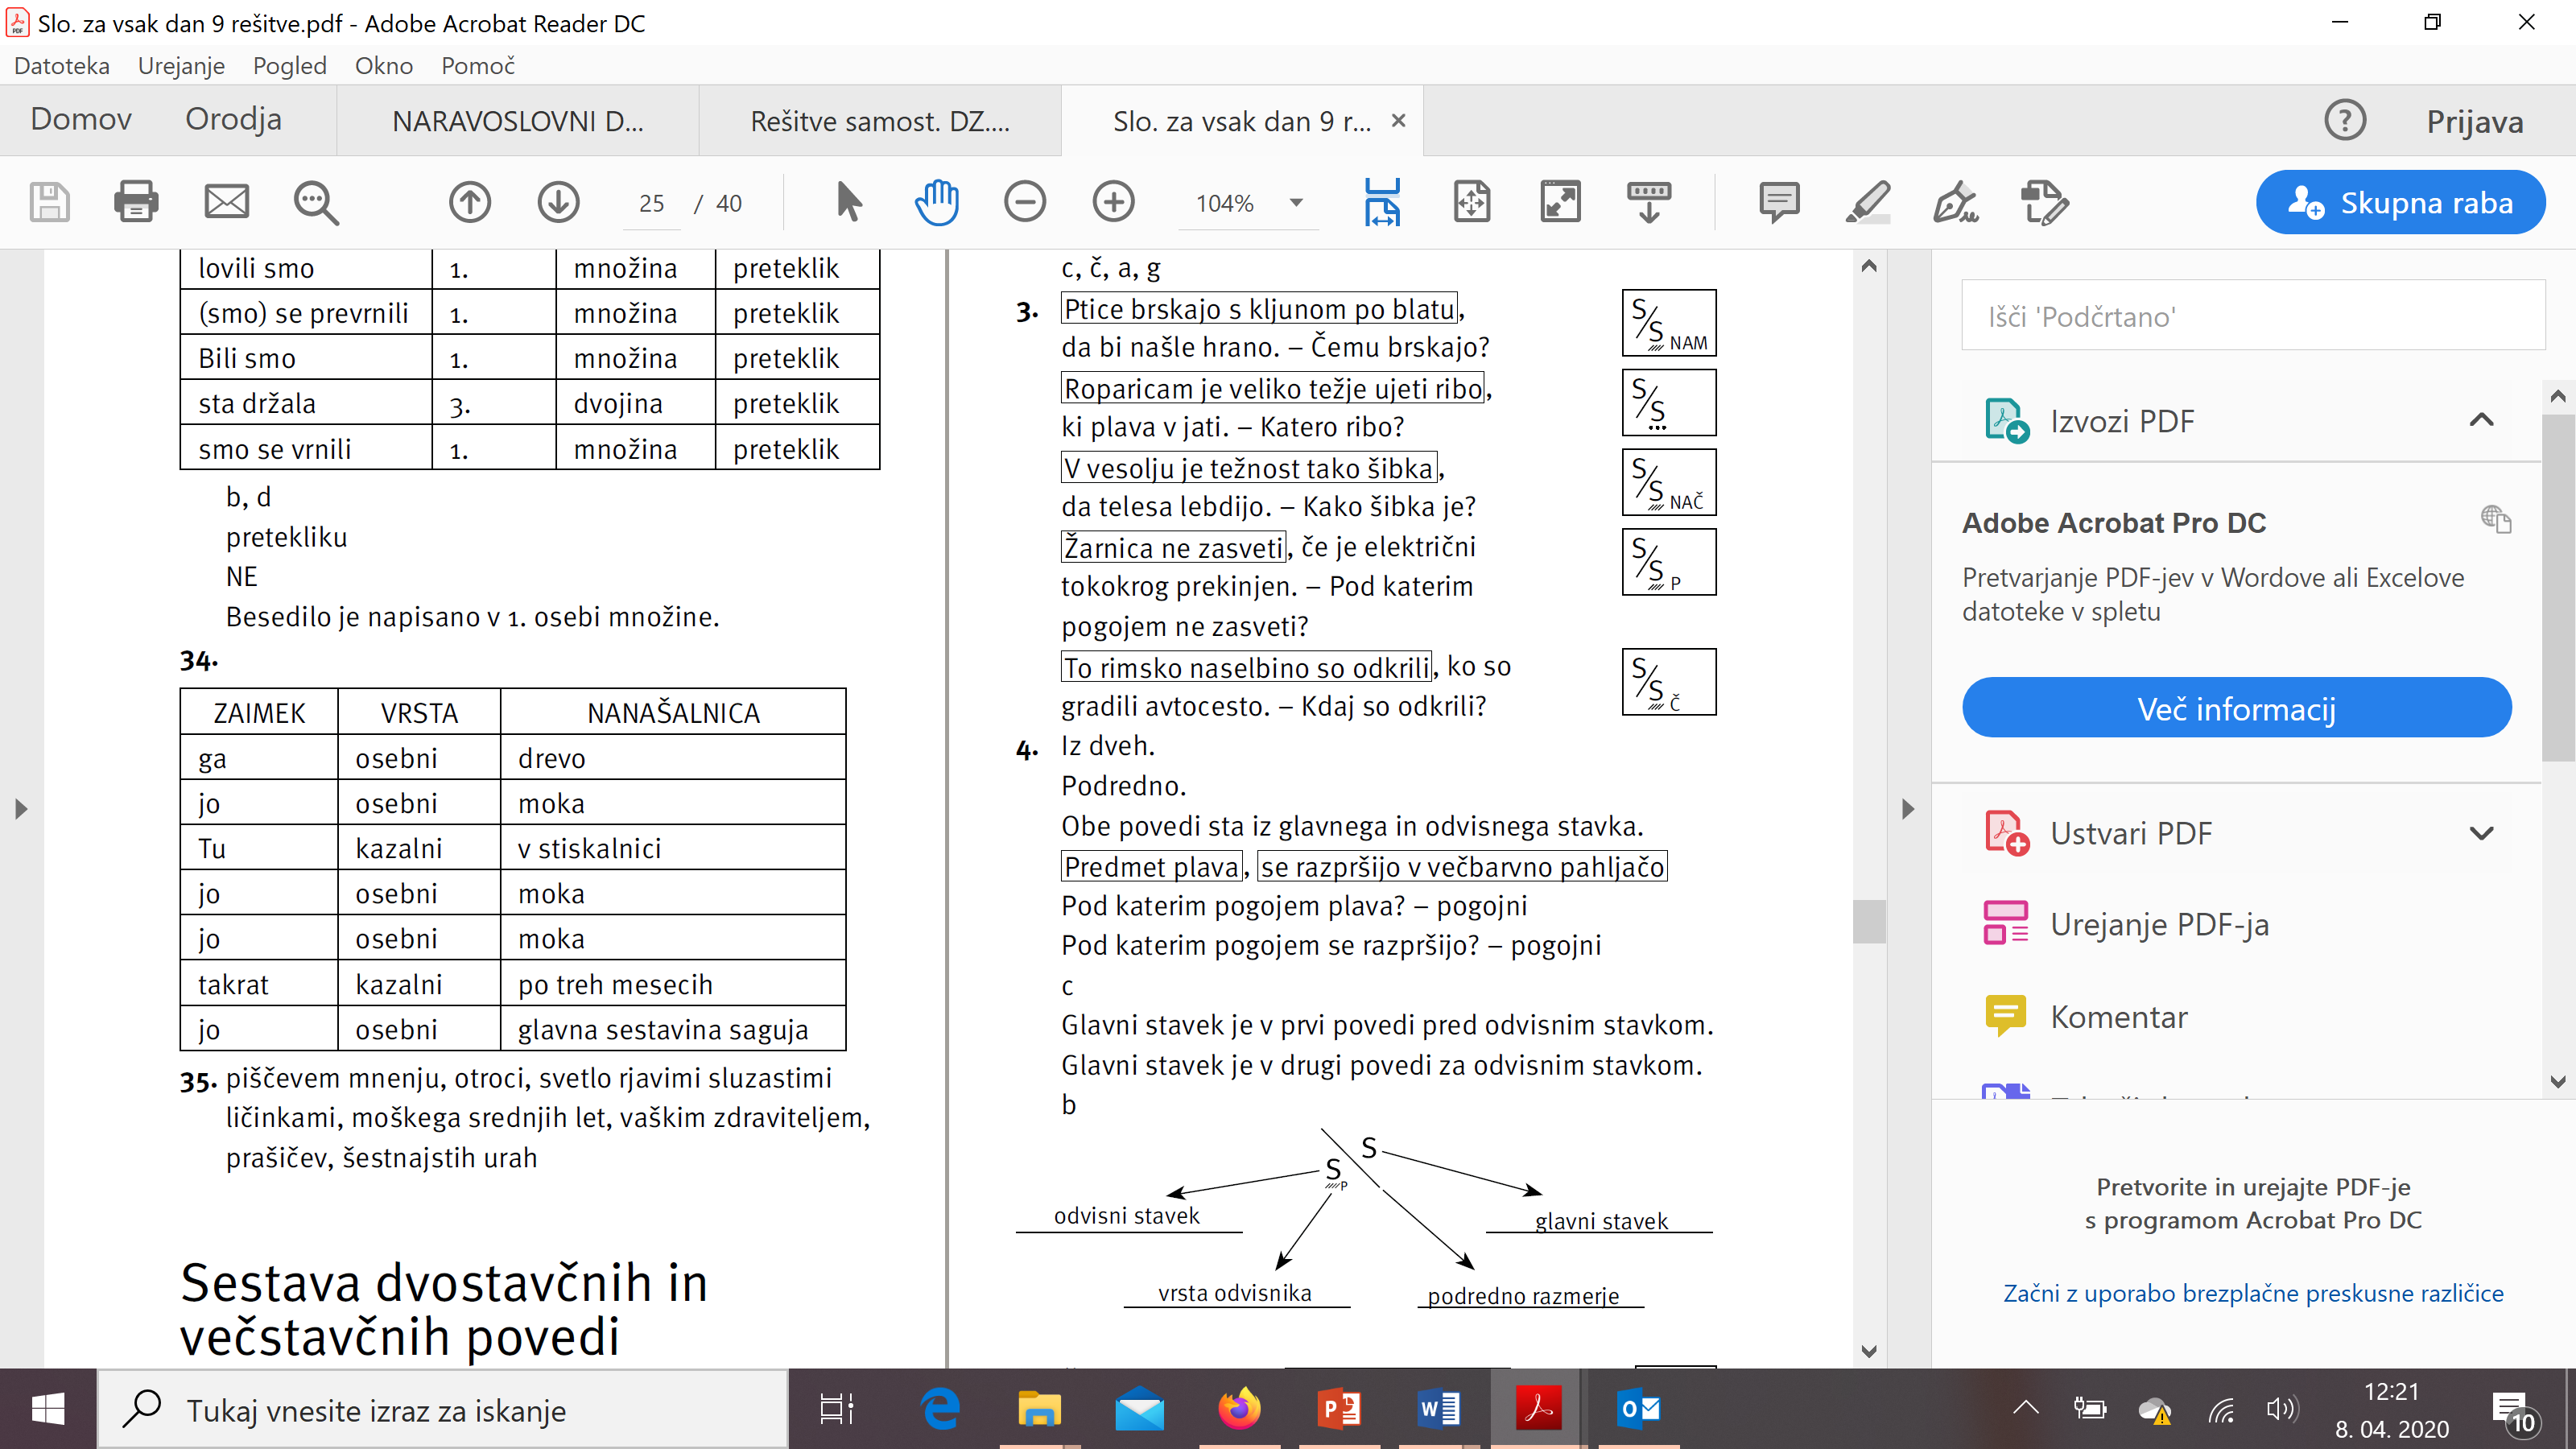 Slo. za vsak dan 9 rešitve.pdf - Adobe Acrobat Reader DC
Datoteka Urejanje Pogled Okno Pomoč
Domov Orodja NARAVOSLOVNI D... Rešitve samost. DZ.... Slo. za vsak dan 9 r... × ? Prijava
25 / 40 104% Skupna raba
lovili smo 1. množina preteklik
(smo) se prevrnili 1. množina preteklik
Bili smo 1. množina preteklik
sta držala 3. dvojina preteklik
smo se vrnili 1. množina preteklik
b, d
pretekliku
NE
Besedilo je napisano v 1. osebi množine.
34.
ZAIMEK VRSTA NANAŠALNICA
ga osebni drevo
jo osebni moka
Tu kazalni v stiskalnici
jo osebni moka
jo osebni moka
takrat kazalni po treh mesecih
jo osebni glavna sestavina saguja
35. piščevem mnenju, otroci, svetlo rjavimi sluzastimi
ličinkami, moškega srednjih let, vaškim zdraviteljem,
prašičev, šestnajstih urah
Sestava dvostavčnih in
večstavčnih povedi
c, č, a, g
3. Ptice brskajo s kljunom po blatu,
da bi našle hrano. – Čemu brskajo?
S/S NAM
Roparicam je veliko težje ujeti ribo,
ki plava v jati. – Katero ribo?
S/S
V vesolju je težnost tako šibka,
da telesa lebdijo. – Kako šibka je?
S/S NAČ
Žarnica ne zasveti, če je električni
tokokrog prekinjen. – Pod katerim
pogojem ne zasveti?
S/S P
To rimsko naselbino so odkrili, ko so
gradili avtocesto. – Kdaj so odkrili?
S/S Č
4. Iz dveh.
Podredno.
Obe povedi sta iz glavnega in odvisnega stavka.
Predmet plava, se razpršijo v večbarvno pahljačo
Pod katerim pogojem plava? – pogojni
Pod katerim pogojem se razpršijo? – pogojni
c
Glavni stavek je v prvi povedi pred odvisnim stavkom.
Glavni stavek je v drugi povedi za odvisnim stavkom.
b
S
S P
odvisni stavek glavni stavek
vrsta odvisnika podredno razmerje
Išči 'Podčrtano'
Izvozi PDF
Adobe Acrobat Pro DC
Pretvarjanje PDF-jev v Wordove ali Excelove
datoteke v spletu
Več informacij
Ustvari PDF
Urejanje PDF-ja
Komentar
Pretvorite in urejajte PDF-je
s programom Acrobat Pro DC
Začni z uporabo brezplačne preskusne različice
Tukaj vnesite izraz za iskanje
12:21
8. 04. 2020
10